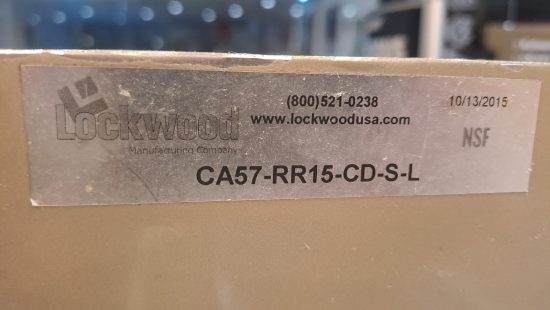 (800)521-0238
10/13/2015
Lockwood
www.lockwoodusa.com
NSF
Manufacturing Company
CA57-RR15-CD-S-L